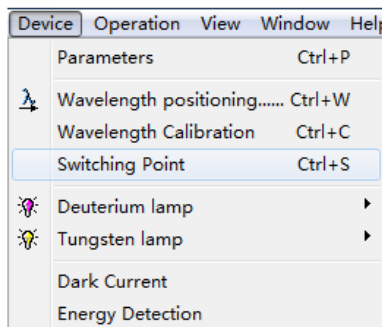 Device Operation View Window Help
Parameters Ctrl+P
Wavelength positioning...... Ctrl+W
Wavelength Calibration Ctrl+C
Switching Point Ctrl+S
Deuterium lamp
Tungsten lamp
Dark Current
Energy Detection